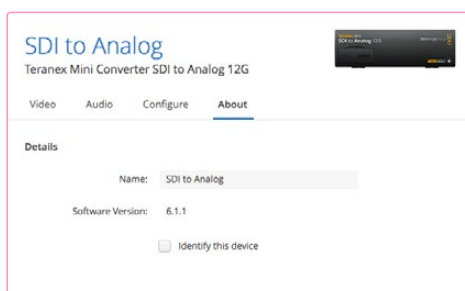 SDI to Analog
Teranex Mini Converter SDI to Analog 12G
Video Audio Configure About
Details
Name: SDI to Analog
Software Version: 6.1.1
Identify this device